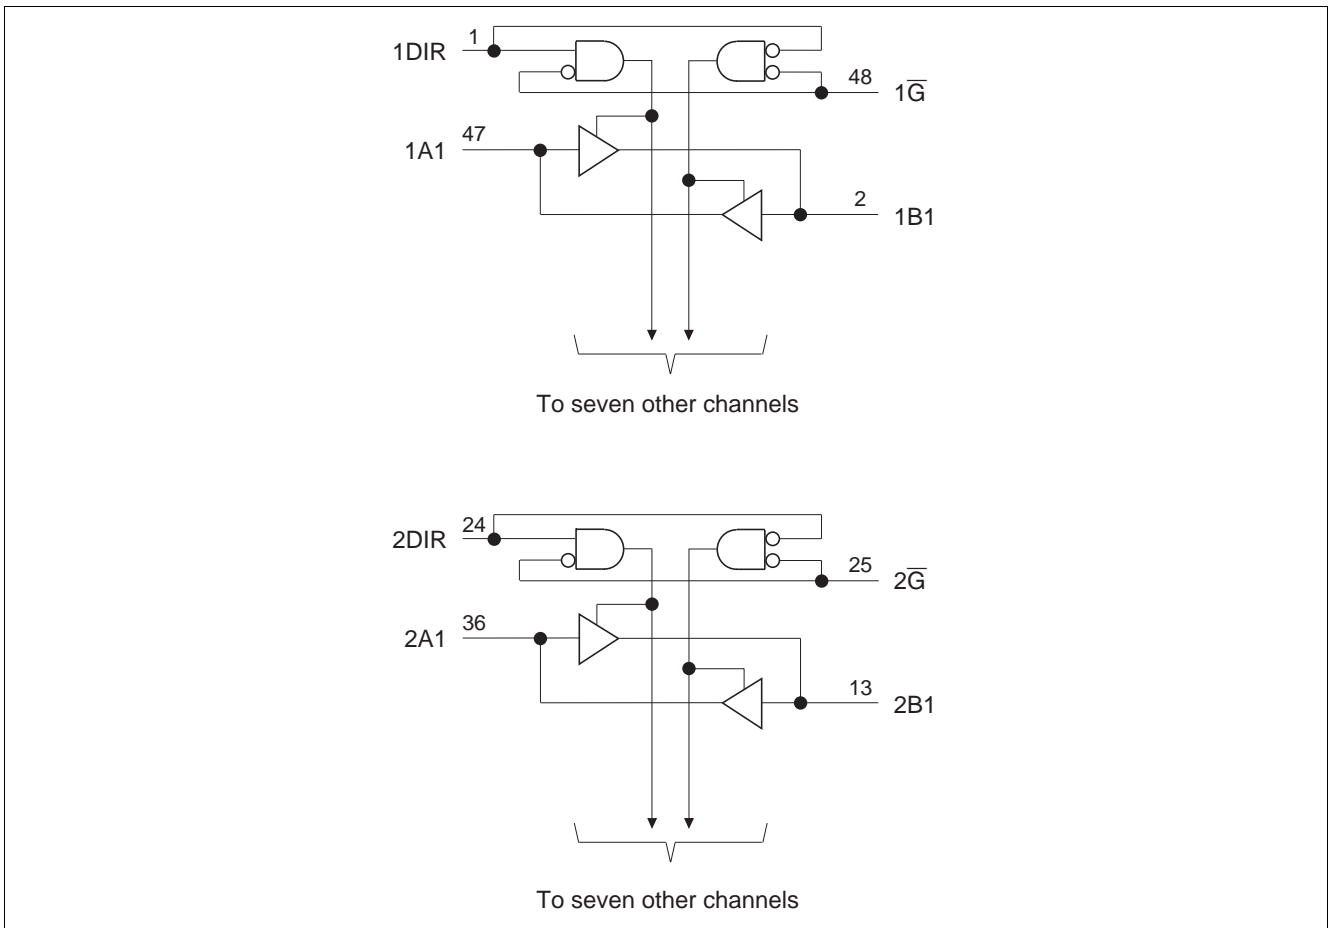 1DIR 1
48 1G̅
1A1 47
2 1B1
To seven other channels
2DIR 24
25 2G̅
2A1 36
13 2B1
To seven other channels